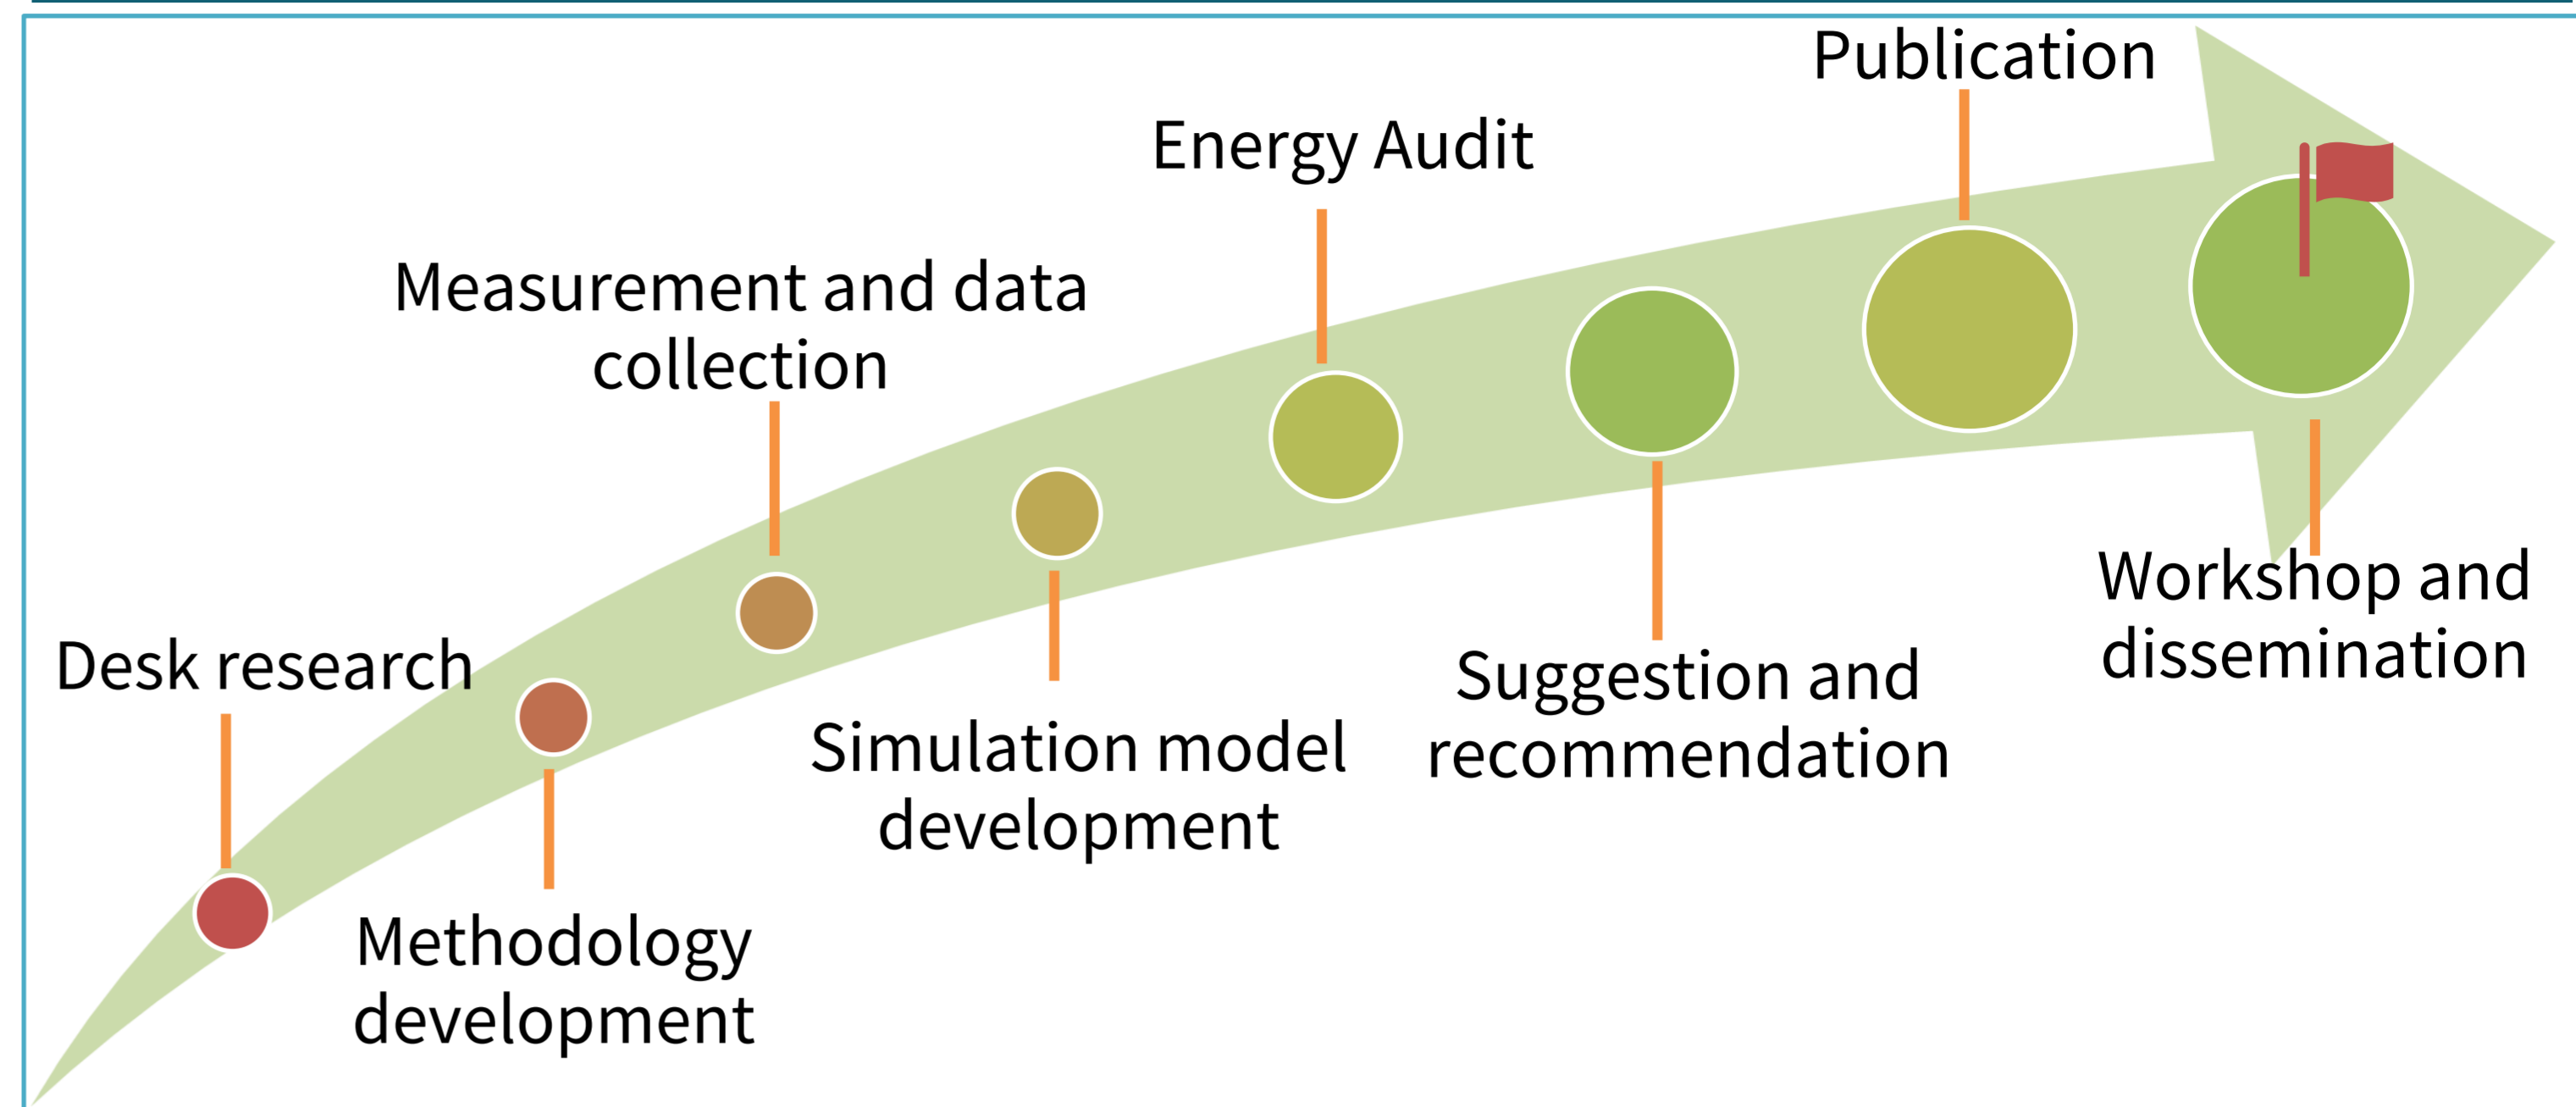 Desk research
Methodology
development
Measurement and data
collection
Simulation model
development
Energy Audit
Suggestion and
recommendation
Publication
Workshop and
dissemination